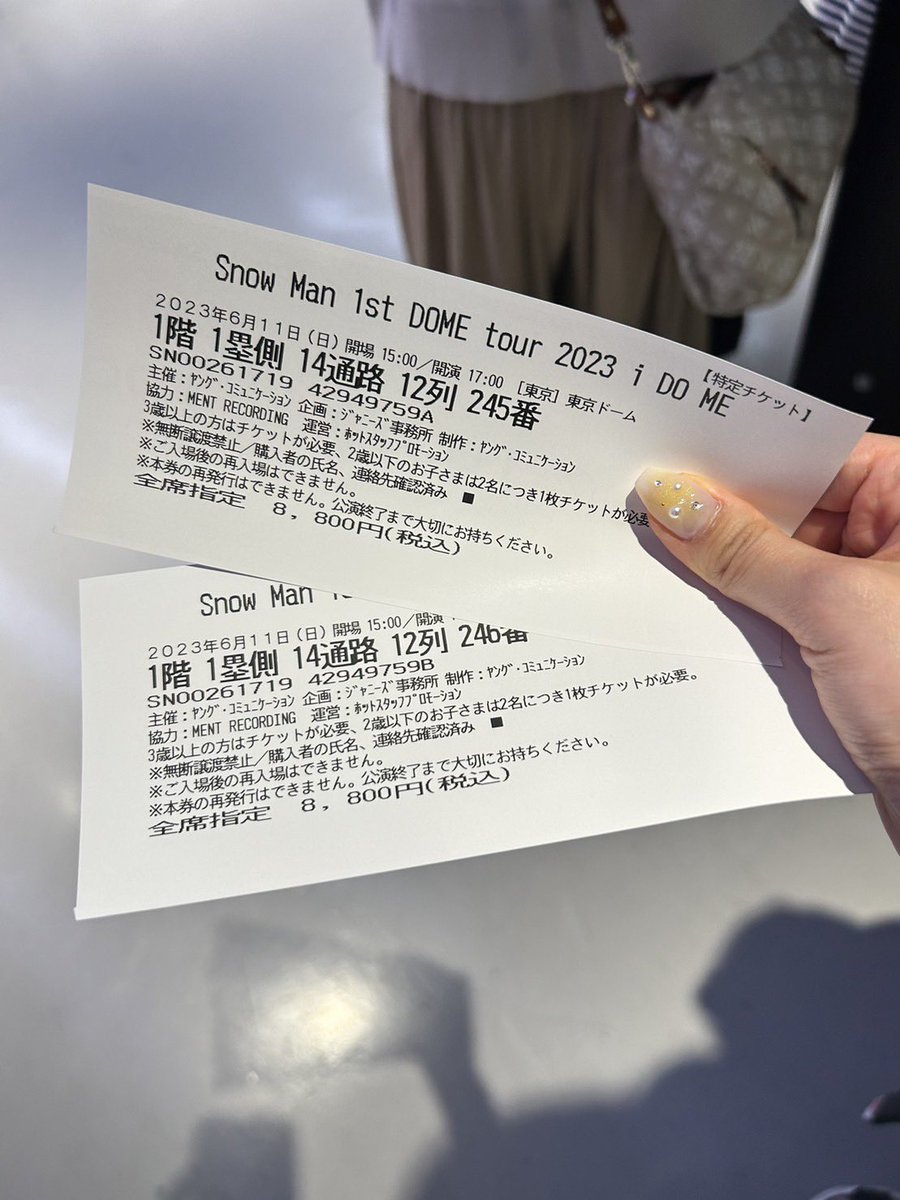 Snow Man 1st DOME tour 2023 i DO ME
【特定チケット】
2023年6月11日(日) 開場 15:00/開演 17:00 [東京] 東京ドーム
1階 1塁側 14通路 12列 245番
SN00261719 42949759A
主催:ヤング・コミュニケーション 企画:ジャニーズ事務所 制作:ヤング・コミュニケーション
協力:MENT RECORDING 運営:ホットスタッフプロモーション
3歳以上の方はチケットが必要、2歳以下のお子さまは2名につき1枚チケットが必要
※無断譲渡禁止/購入者の氏名、連絡先確認済み ■
※ご入場後の再入場はできません。
※本券の再発行はできません。公演終了まで大切にお持ちください。
全席指定 8,800円(税込)
Snow Man
2023年6月11日(日) 開場 15:00/開演
1階 1塁側 14通路 12列 246番
SN00261719 42949759B
主催:ヤング・コミュニケーション 企画:ジャニーズ事務所 制作:ヤング・コミュニケーション
協力:MENT RECORDING 運営:ホットスタッフプロモーション
3歳以上の方はチケットが必要、2歳以下のお子さまは2名につき1枚チケットが必要。
※無断譲渡禁止/購入者の氏名、連絡先確認済み ■
※ご入場後の再入場はできません。
※本券の再発行はできません。公演終了まで大切にお持ちください。
全席指定 8,800円(税込)